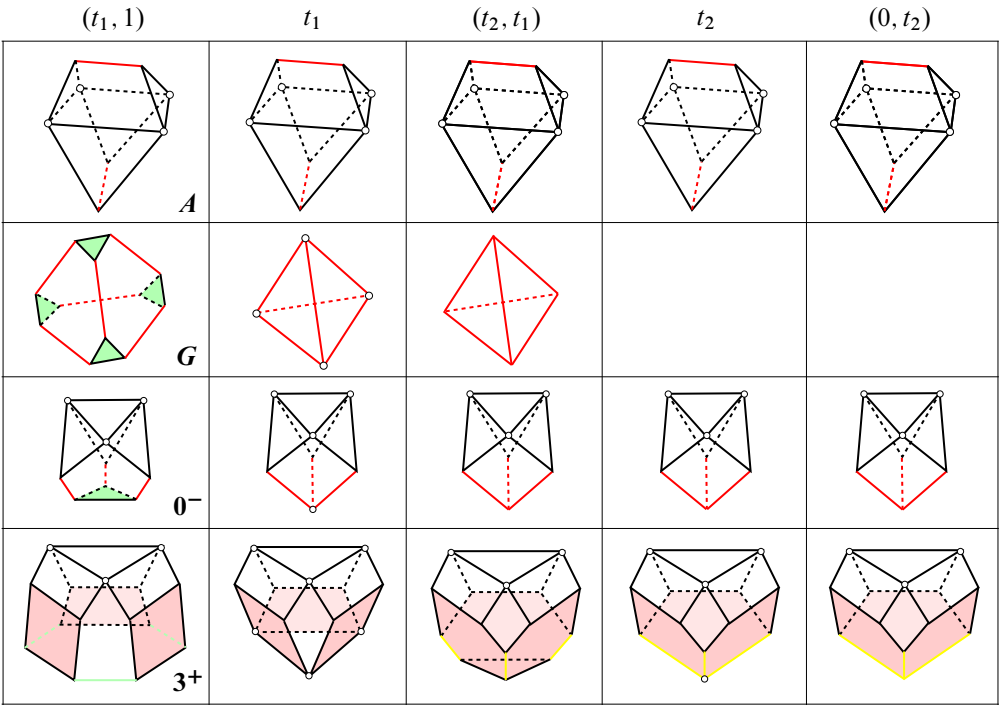 (t₁, 1) t₁ (t₂, t₁) t₂ (0, t₂)
A
G
0⁻
3⁺